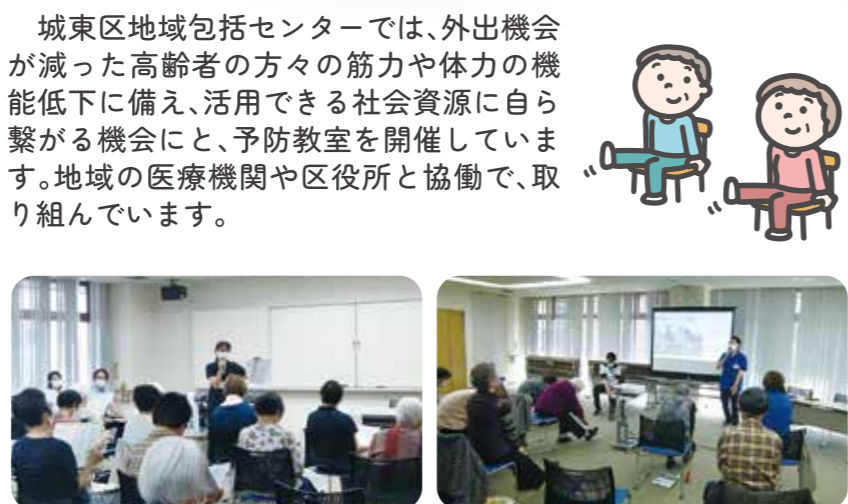 城東区地域包括センターでは、外出機会
が減った高齢者の方々の筋力や体力の機
能低下に備え、活用できる社会資源に自ら
繋がる機会にと、予防教室を開催していま
す。地域の医療機関や区役所と協働で、取
り組んでいます。